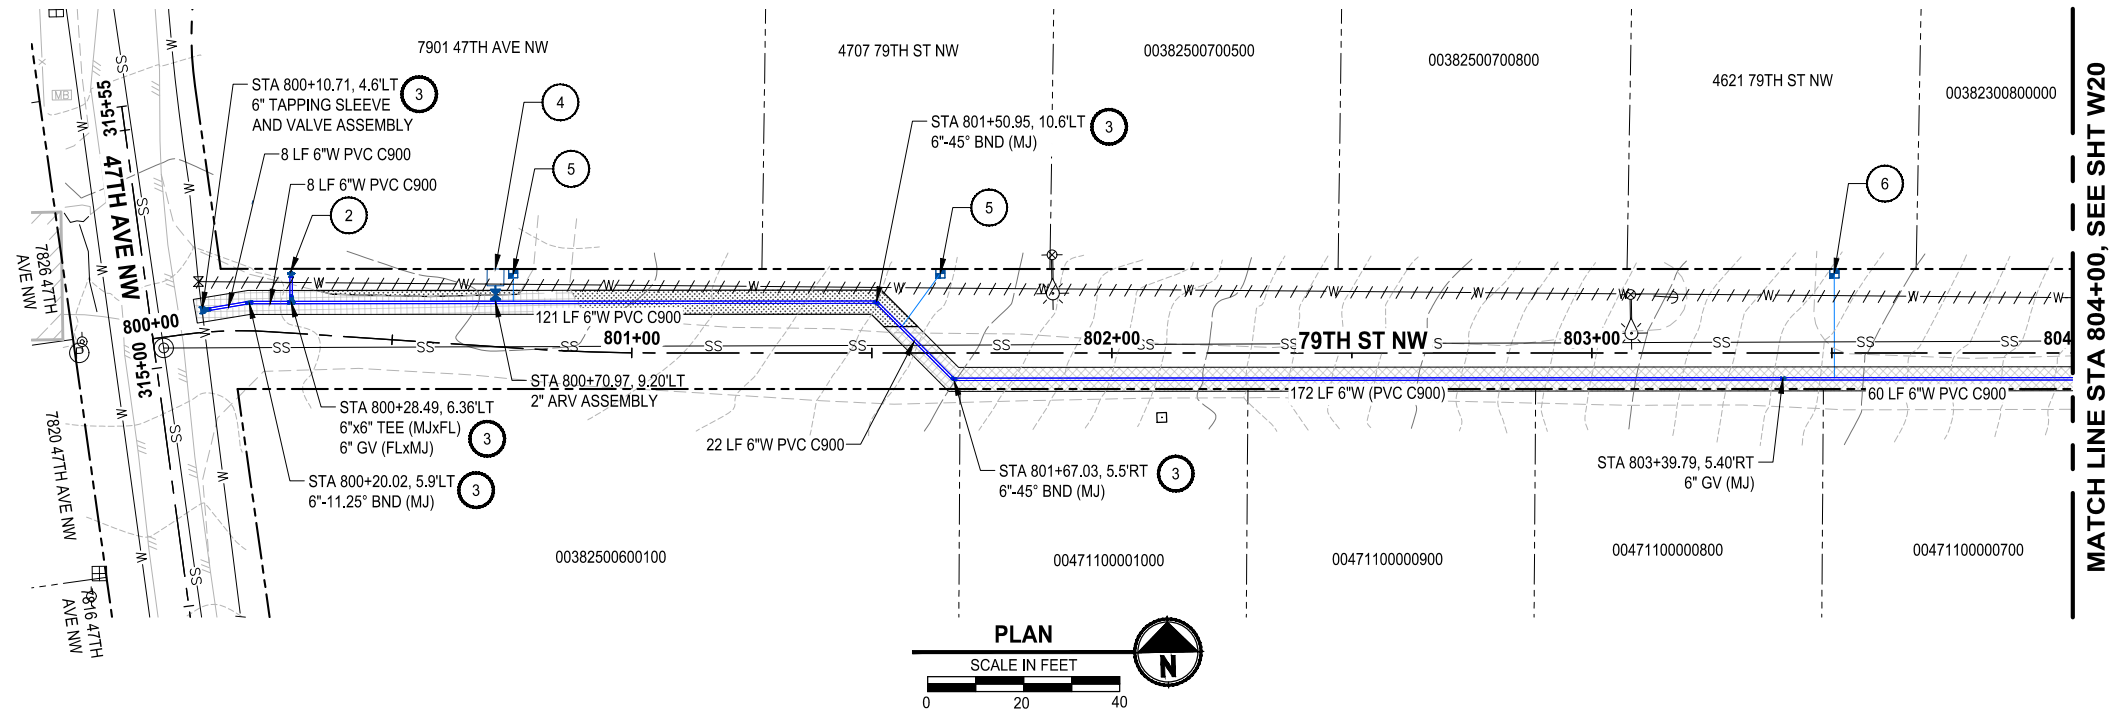 7901 47TH AVE NW
4707 79TH ST NW
00382500700500
00382500700800
4621 79TH ST NW
00382300800000
STA 800+10.71, 4.6'LT
6" TAPPING SLEEVE
AND VALVE ASSEMBLY
3
4
5
8 LF 6"W PVC C900
8 LF 6"W PVC C900
2
STA 801+50.95, 10.6'LT
6"-45° BND (MJ)
3
5
6
MB
315+55
47TH AVE NW
315+00
7826 47TH
AVE NW
7820 47TH AVE NW
7816 47TH
AVE NW
800+00
121 LF 6"W PVC C900
801+00
802+00
79TH ST NW
803+00
804
W
SS
STA 800+70.97, 9.20'LT
2" ARV ASSEMBLY
STA 800+28.49, 6.36'LT
6"x6" TEE (MJxFL)
6" GV (FLxMJ)
3
STA 800+20.02, 5.9'LT
6"-11.25° BND (MJ)
3
172 LF 6"W (PVC C900)
60 LF 6"W PVC C900
22 LF 6"W PVC C900
STA 801+67.03, 5.5'RT
6"-45° BND (MJ)
3
STA 803+39.79, 5.40'RT
6" GV (MJ)
00382500600100
00471100001000
00471100000900
00471100000800
00471100000700
MATCH LINE STA 804+00, SEE SHT W20
PLAN
SCALE IN FEET
0 20 40
N